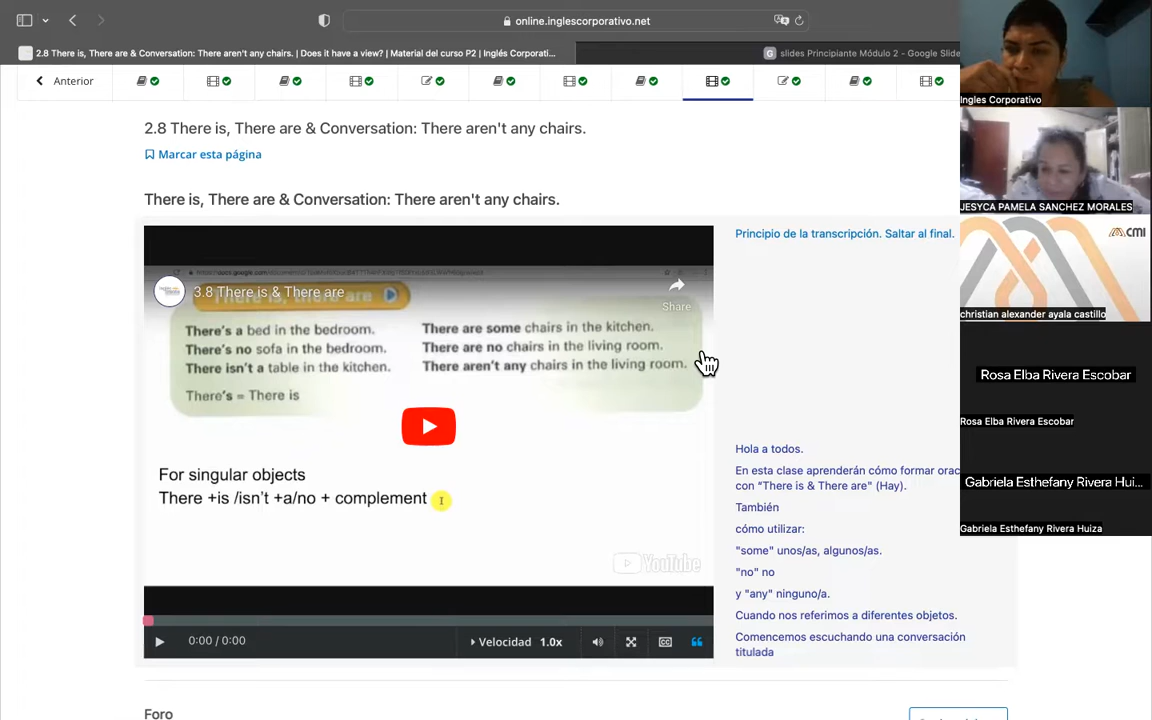 online.inglescorporativo.net
2.8 There is, There are & Conversation: There aren't any chairs. | Does it have a view? | Material del curso P2 | Inglés Corporati...
slides Principiante Módulo 2 - Google Slide
Anterior
2.8 There is, There are & Conversation: There aren't any chairs.
Marcar esta página
There is, There are & Conversation: There aren't any chairs.
3.8 There is & There are
Share
There's a bed in the bedroom.
There's no sofa in the bedroom.
There isn't a table in the kitchen.
There's = There is
There are some chairs in the kitchen.
There are no chairs in the living room.
There aren't any chairs in the living room.
For singular objects
There +is /isn't +a/no + complement
YouTube
0:00 / 0:00
Velocidad 1.0x
CC
Principio de la transcripción. Saltar al final.
Hola a todos.
En esta clase aprenderán cómo formar orac
con "There is & There are" (Hay).
También
cómo utilizar:
"some" unos/as, algunos/as.
"no" no
y "any" ninguno/a.
Cuando nos referimos a diferentes objetos.
Comencemos escuchando una conversación
titulada
Foro
Ingles Corporativo
JESYCA PAMELA SANCHEZ MORALES
CMI
christian alexander ayala castillo
Rosa Elba Rivera Escobar
Rosa Elba Rivera Escobar
Gabriela Esthefany Rivera Hui...
Gabriela Esthefany Rivera Huiza